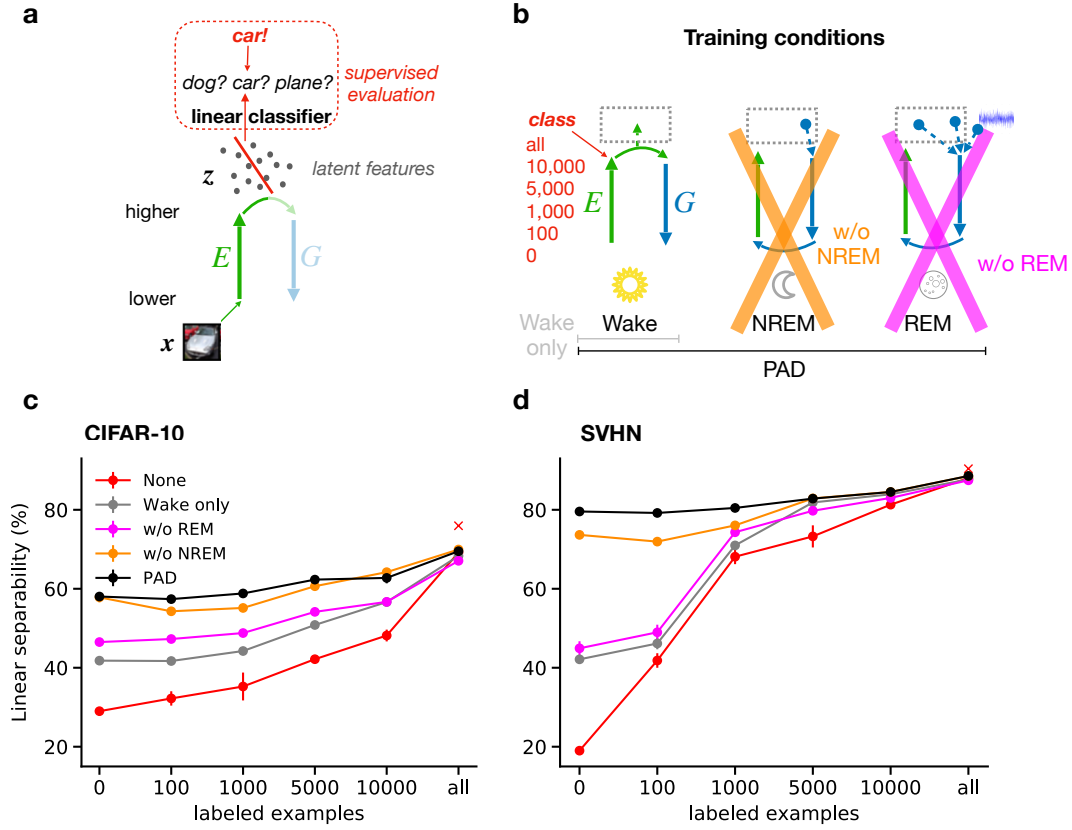 a
car!
dog? car? plane?
supervised
evaluation
linear classifier
z
latent features
higher
E
G
lower
x
b
Training conditions
class
all
10,000
5,000
1,000
100
0
E
G
w/o
NREM
w/o REM
Wake
only
Wake
NREM
REM
PAD
c
CIFAR-10
Linear separability (%)
80
60
40
20
None
Wake only
w/o REM
w/o NREM
PAD
0
100
1000
5000
10000
all
labeled examples
d
SVHN
80
60
40
20
0
100
1000
5000
10000
all
labeled examples